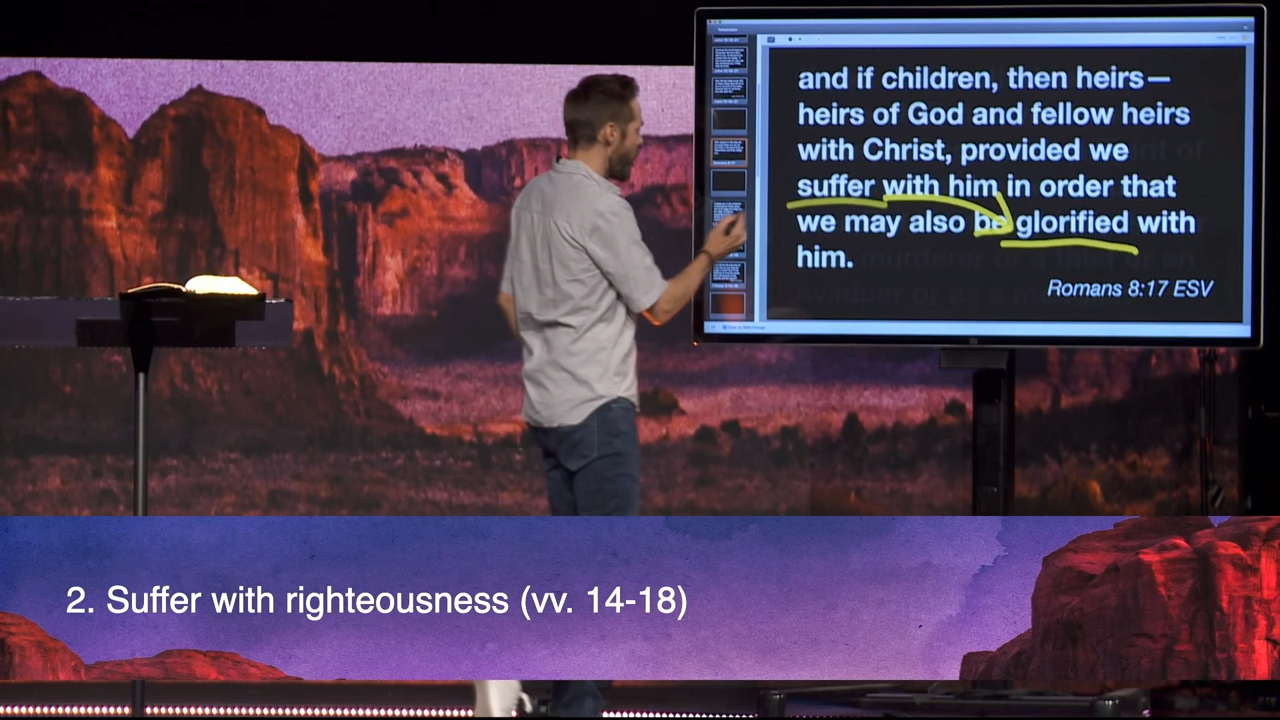 and if children, then heirs—
heirs of God and fellow heirs
with Christ, provided we
suffer with him in order that
we may also be glorified with
him.
Romans 8:17 ESV
2. Suffer with righteousness (vv. 14-18)